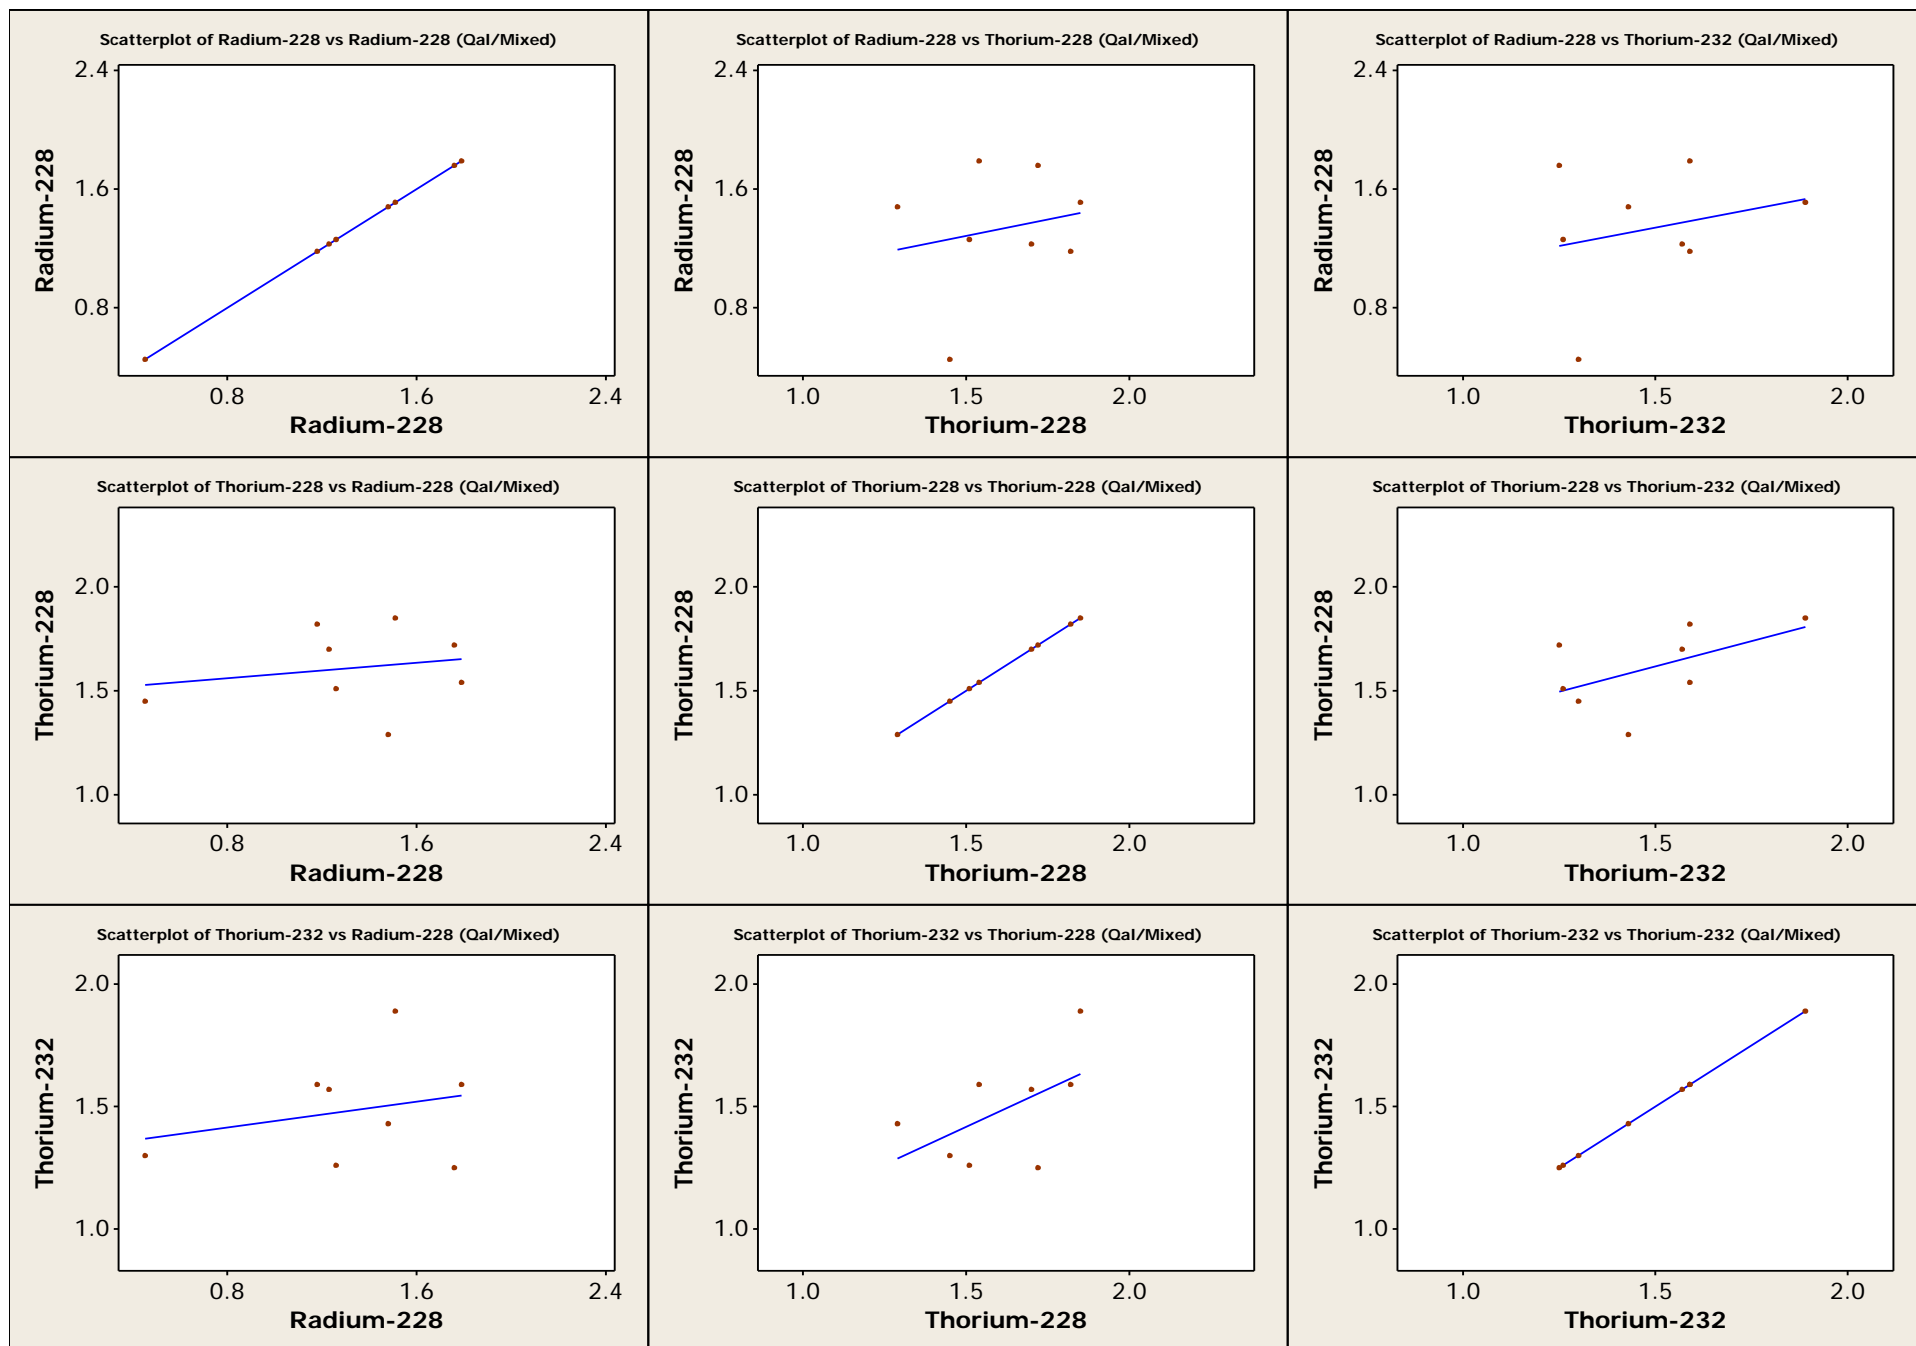 Scatterplot of Radium-228 vs Radium-228 (Qal/Mixed)
2.4
1.6
0.8
Radium-228
0.8 1.6 2.4
Radium-228
Scatterplot of Radium-228 vs Thorium-228 (Qal/Mixed)
2.4
1.6
0.8
Radium-228
1.0 1.5 2.0
Thorium-228
Scatterplot of Radium-228 vs Thorium-232 (Qal/Mixed)
2.4
1.6
0.8
Radium-228
1.0 1.5 2.0
Thorium-232
Scatterplot of Thorium-228 vs Radium-228 (Qal/Mixed)
2.0
1.5
1.0
Thorium-228
0.8 1.6 2.4
Radium-228
Scatterplot of Thorium-228 vs Thorium-228 (Qal/Mixed)
2.0
1.5
1.0
Thorium-228
1.0 1.5 2.0
Thorium-228
Scatterplot of Thorium-228 vs Thorium-232 (Qal/Mixed)
2.0
1.5
1.0
Thorium-228
1.0 1.5 2.0
Thorium-232
Scatterplot of Thorium-232 vs Radium-228 (Qal/Mixed)
2.0
1.5
1.0
Thorium-232
0.8 1.6 2.4
Radium-228
Scatterplot of Thorium-232 vs Thorium-228 (Qal/Mixed)
2.0
1.5
1.0
Thorium-232
1.0 1.5 2.0
Thorium-228
Scatterplot of Thorium-232 vs Thorium-232 (Qal/Mixed)
2.0
1.5
1.0
Thorium-232
1.0 1.5 2.0
Thorium-232